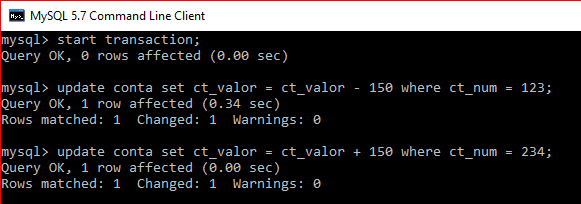 MySQL 5.7 Command Line Client
mysql> start transaction;
Query OK, 0 rows affected (0.00 sec)
mysql> update conta set ct_valor = ct_valor - 150 where ct_num = 123;
Query OK, 1 row affected (0.34 sec)
Rows matched: 1  Changed: 1  Warnings: 0
mysql> update conta set ct_valor = ct_valor + 150 where ct_num = 234;
Query OK, 1 row affected (0.00 sec)
Rows matched: 1  Changed: 1  Warnings: 0